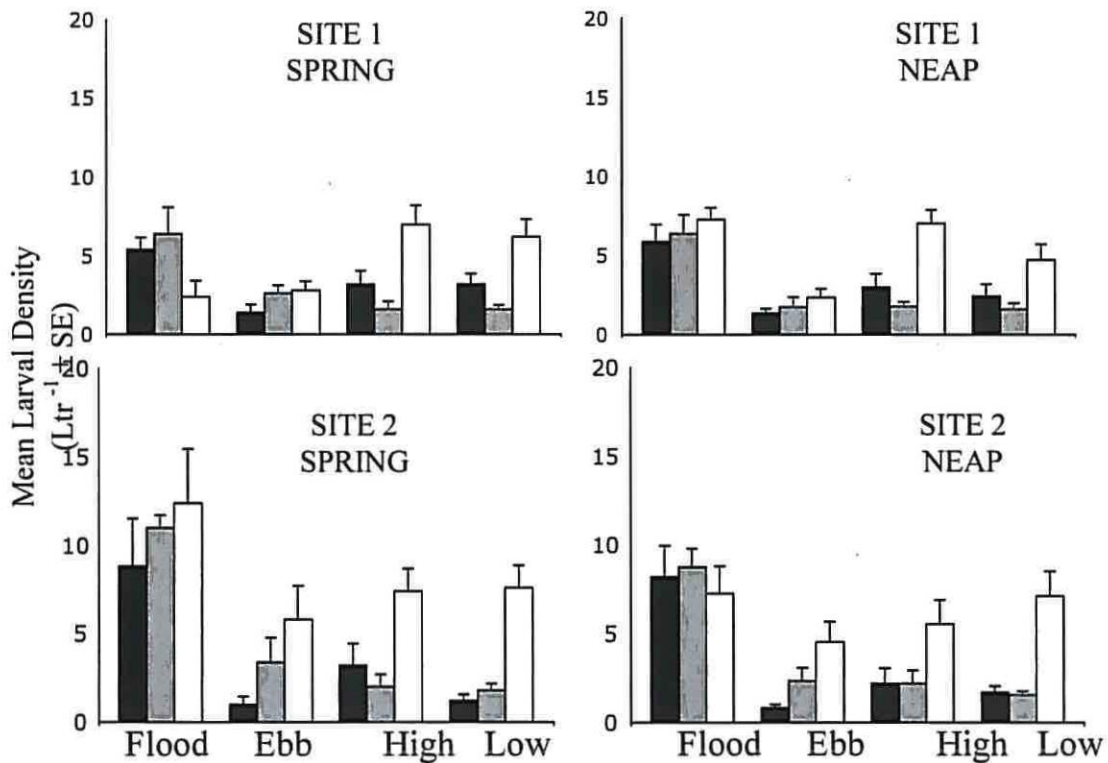 20
15
10
5
0
SITE 1
SPRING
20
15
10
5
0
SITE 1
NEAP
Mean Larval Density
(Ltr⁻¹ ± SE)
20
15
10
5
0
SITE 2
SPRING
Flood Ebb High Low
20
15
10
5
0
SITE 2
NEAP
Flood Ebb High Low